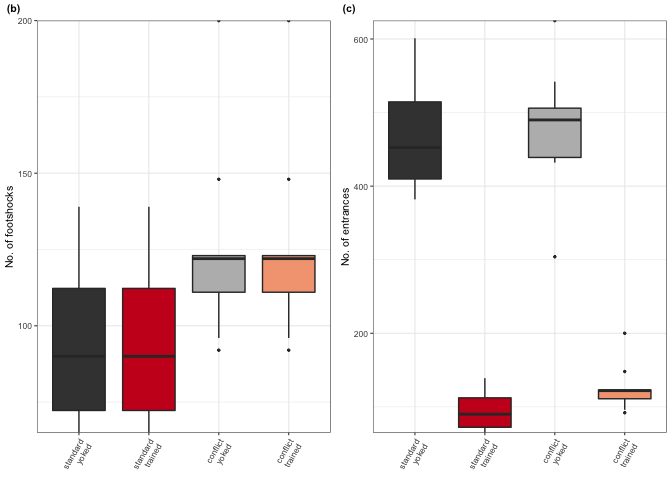 (b)
No. of footshocks
200
150
100
standard
yoked
standard
trained
conflict
yoked
conflict
trained
(c)
No. of entrances
600
400
200
standard
yoked
standard
trained
conflict
yoked
conflict
trained